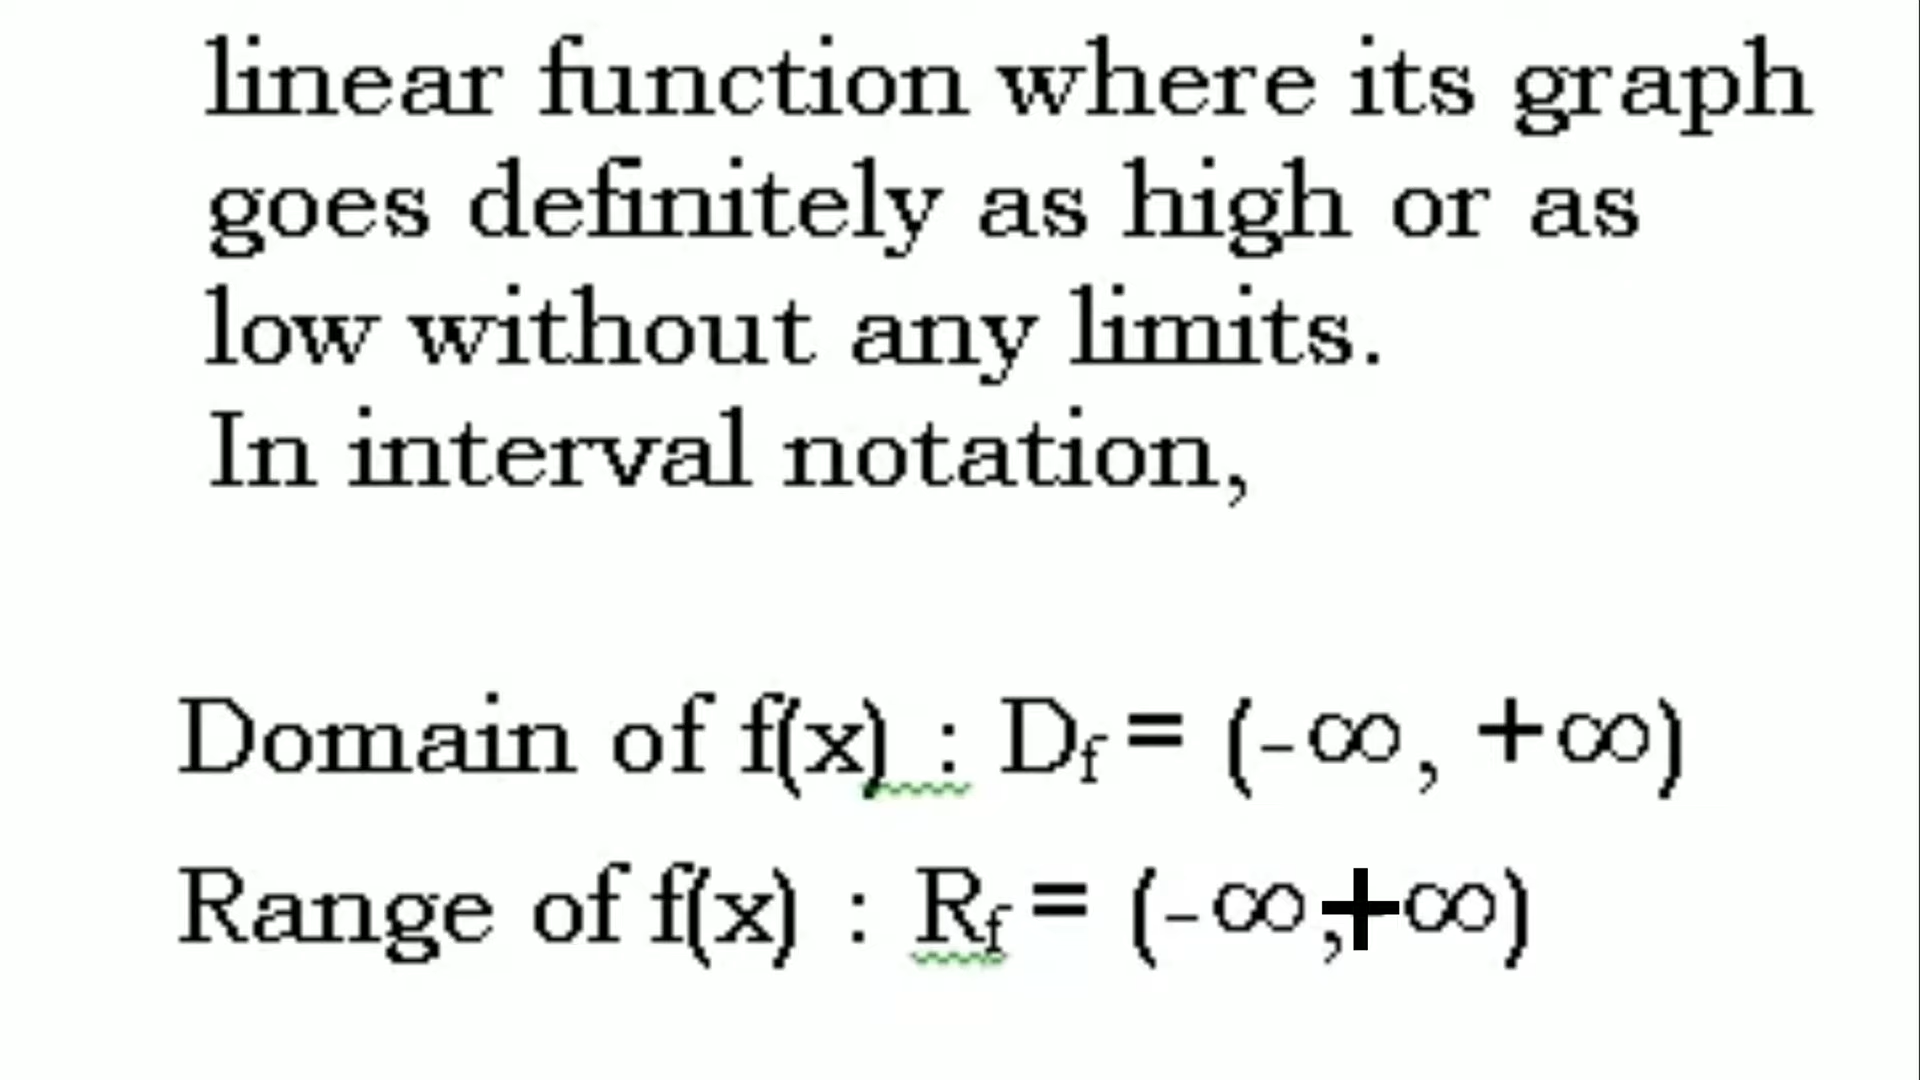 linear function where its graph
goes definitely as high or as
low without any limits.
In interval notation,
Domain of f(x) : Df = (-∞, +∞)
Range of f(x) : Rf = (-∞,+∞)